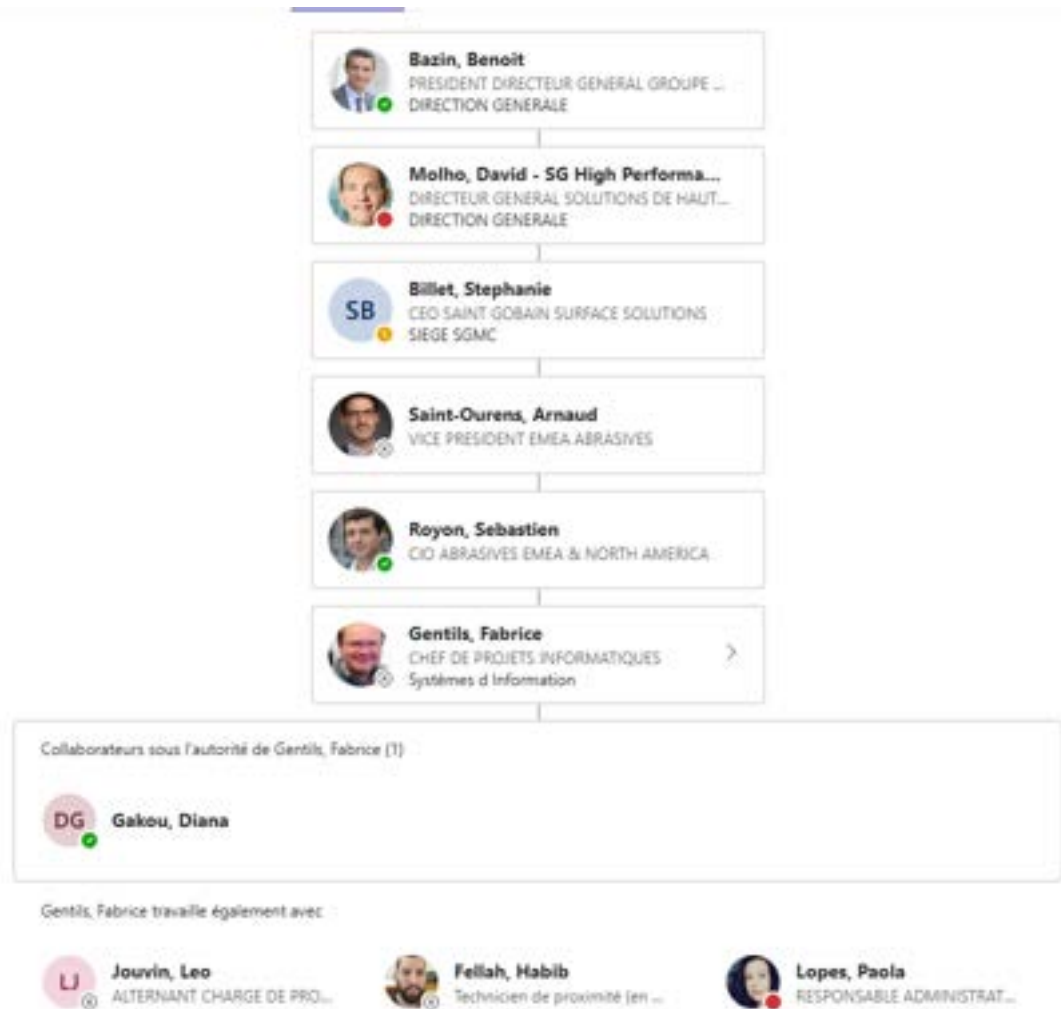 Bazin, Benoit
PRESIDENT DIRECTEUR GENERAL GROUPE ...
DIRECTION GENERALE
Molho, David - SG High Performa...
DIRECTEUR GENERAL SOLUTIONS DE HAUT...
DIRECTION GENERALE
SB
Billet, Stephanie
CEO SAINT GOBAIN SURFACE SOLUTIONS
SIEGE SGMC
Saint-Ourens, Arnaud
VICE PRESIDENT EMEA ABRASIVES
Royon, Sebastien
CIO ABRASIVES EMEA & NORTH AMERICA
Gentils, Fabrice
CHEF DE PROJETS INFORMATIQUES
Systèmes d Information
Collaborateurs sous l'autorité de Gentils, Fabrice (1)
DG
Gakou, Diana
Gentils, Fabrice travaille également avec
LJ
Jouvin, Leo
ALTERNANT CHARGE DE PRO...
Fellah, Habib
Technicien de proximité (en ...
Lopes, Paola
RESPONSABLE ADMINISTRAT...